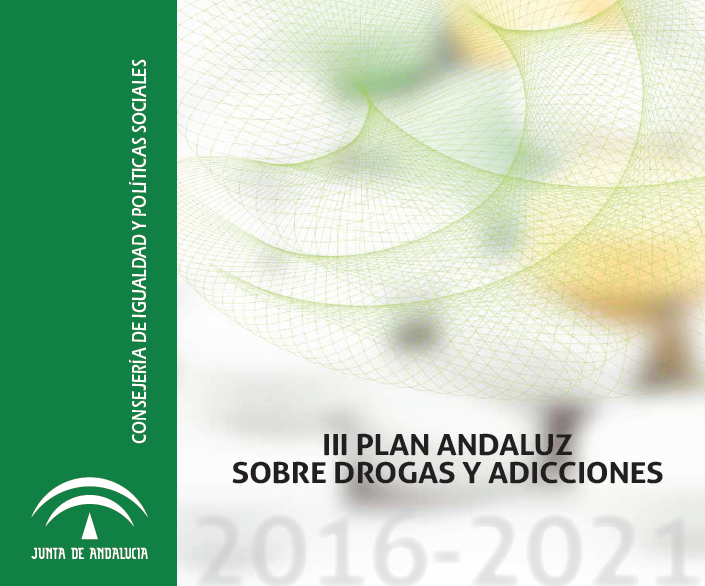 CONSEJERÍA DE IGUALDAD Y POLÍTICAS SOCIALES
JUNTA DE ANDALUCIA
III PLAN ANDALUZ
SOBRE DROGAS Y ADICCIONES
2016-2021